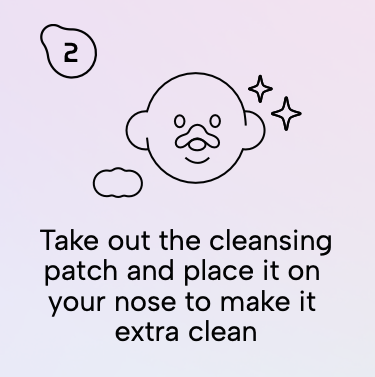 2
Take out the cleansing
patch and place it on
your nose to make it
extra clean